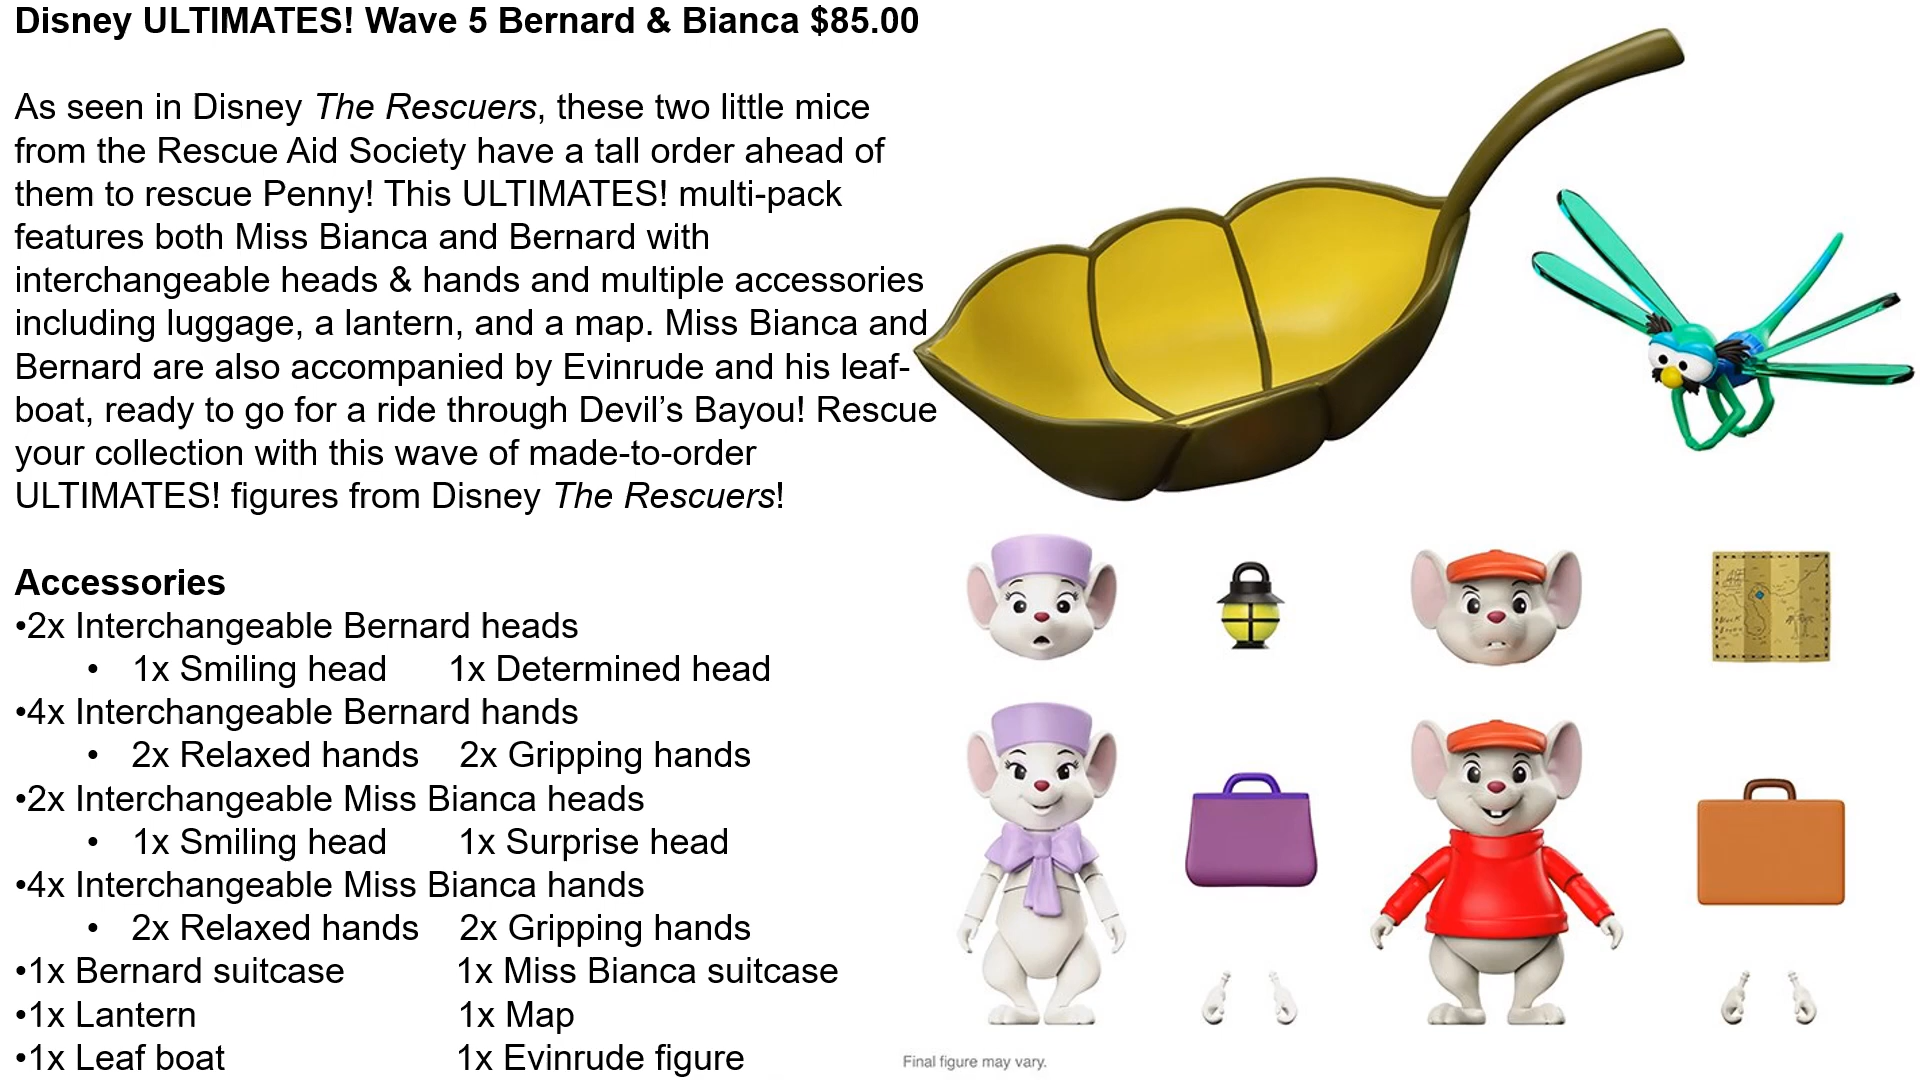 Disney ULTIMATES! Wave 5 Bernard & Bianca $85.00
As seen in Disney The Rescuers, these two little mice
from the Rescue Aid Society have a tall order ahead of
them to rescue Penny! This ULTIMATES! multi-pack
features both Miss Bianca and Bernard with
interchangeable heads & hands and multiple accessories
including luggage, a lantern, and a map. Miss Bianca and
Bernard are also accompanied by Evinrude and his leaf-
boat, ready to go for a ride through Devil’s Bayou! Rescue
your collection with this wave of made-to-order
ULTIMATES! figures from Disney The Rescuers!
Accessories
•2x Interchangeable Bernard heads
• 1x Smiling head 1x Determined head
•4x Interchangeable Bernard hands
• 2x Relaxed hands 2x Gripping hands
•2x Interchangeable Miss Bianca heads
• 1x Smiling head 1x Surprise head
•4x Interchangeable Miss Bianca hands
• 2x Relaxed hands 2x Gripping hands
•1x Bernard suitcase 1x Miss Bianca suitcase
•1x Lantern 1x Map
•1x Leaf boat 1x Evinrude figure
Final figure may vary.